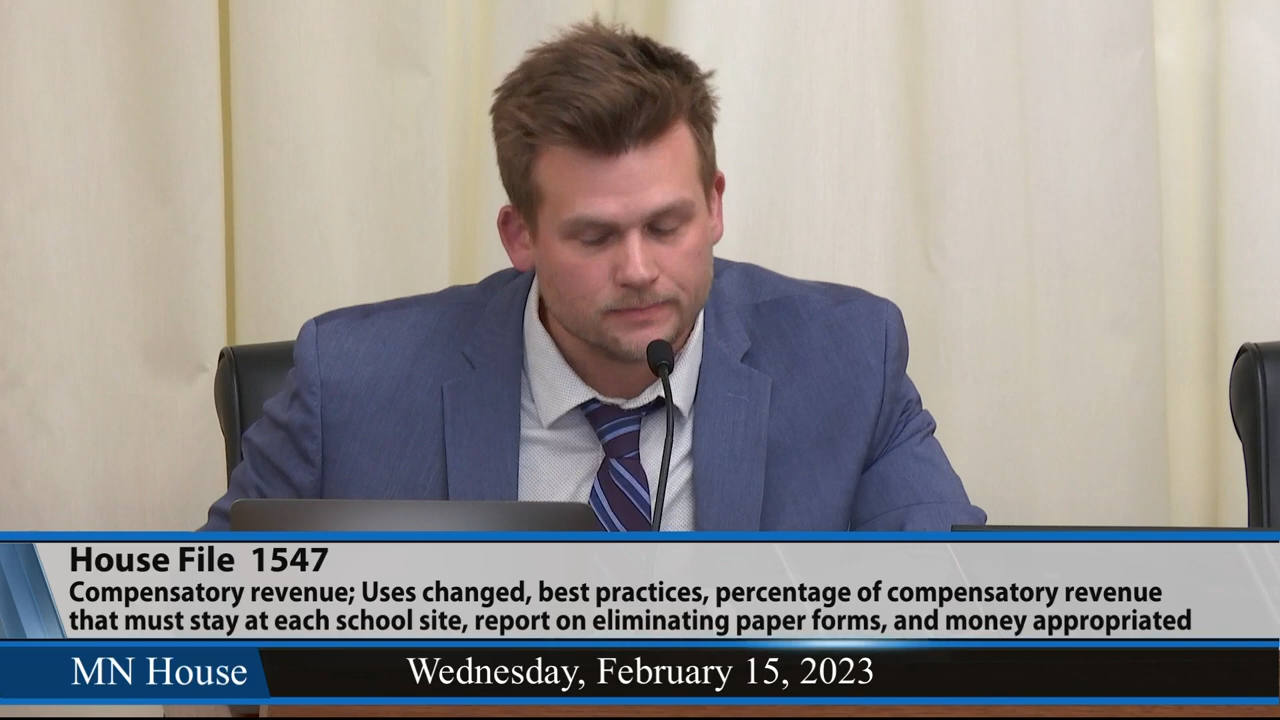 House File 1547
Compensatory revenue; Uses changed, best practices, percentage of compensatory revenue
that must stay at each school site, report on eliminating paper forms, and money appropriated
MN House
Wednesday, February 15, 2023